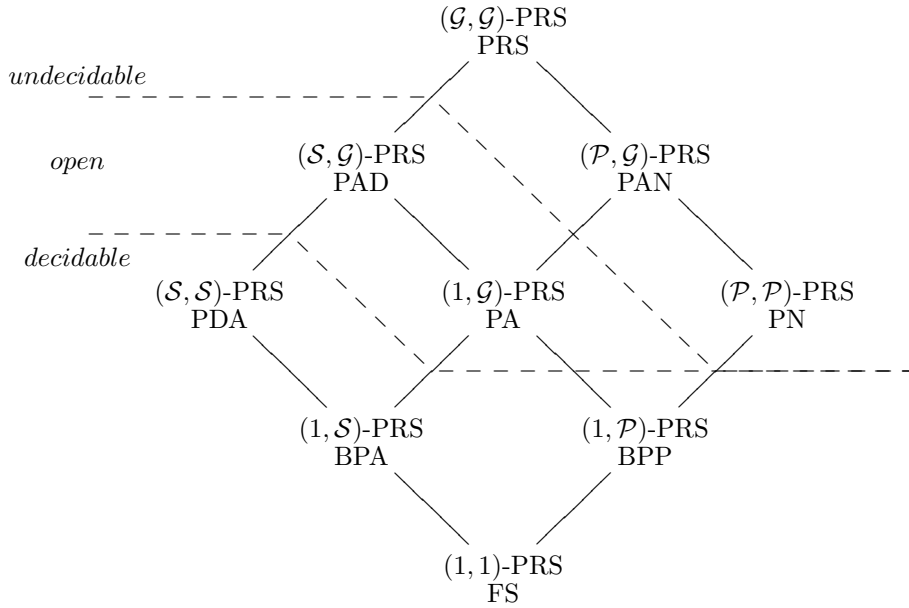 (𝒢, 𝒢)-PRS
PRS
undecidable
open
(𝒮, 𝒢)-PRS
PAD
(𝒫, 𝒢)-PRS
PAN
decidable
(𝒮, 𝒮)-PRS
PDA
(1, 𝒢)-PRS
PA
(𝒫, 𝒫)-PRS
PN
(1, 𝒮)-PRS
BPA
(1, 𝒫)-PRS
BPP
(1, 1)-PRS
FS